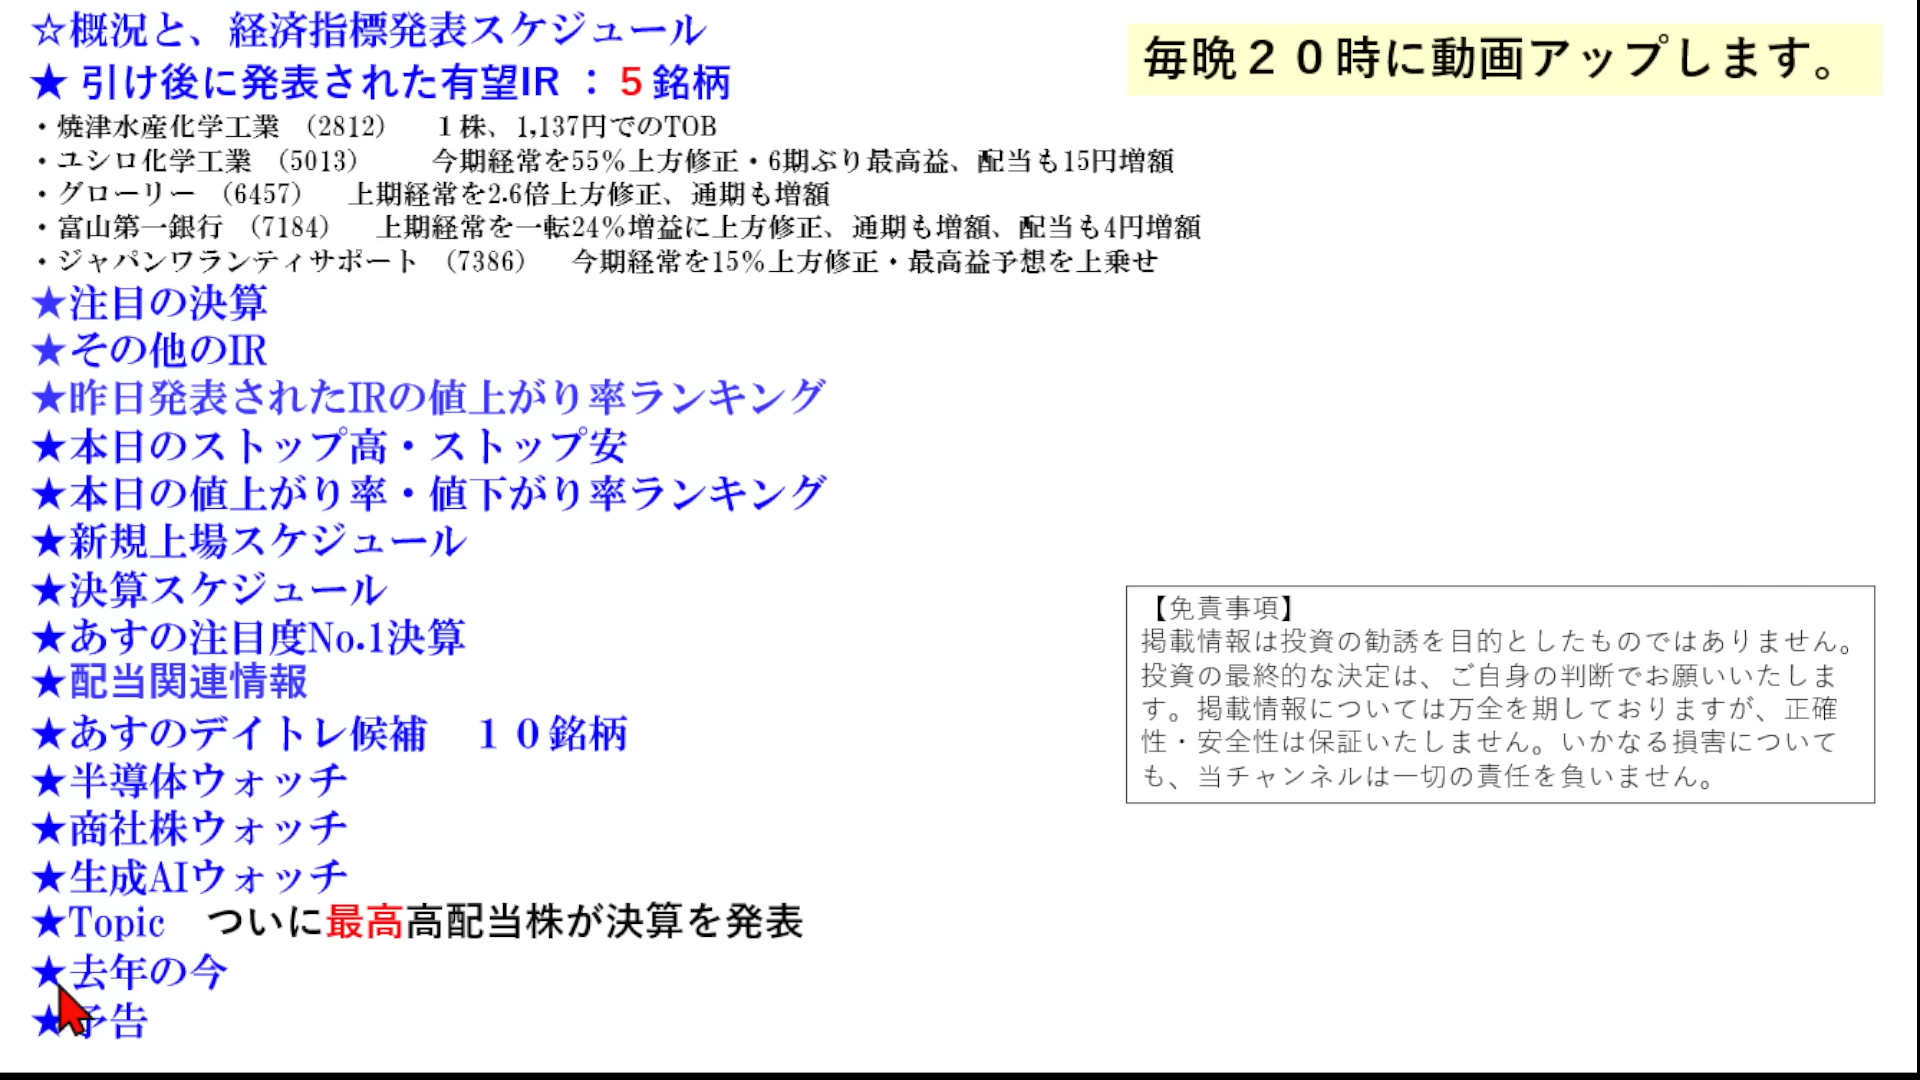 ☆概況と、経済指標発表スケジュール
毎晩２０時に動画アップします。
★ 引け後に発表された有望IR ： ５ 銘柄
・焼津水産化学工業 （2812） １株、1,137円でのTOB
・ユシロ化学工業 （5013） 今期経常を55％上方修正・6期ぶり最高益、配当も15円増額
・グローリー （6457） 上期経常を2.6倍上方修正、通期も増額
・富山第一銀行 （7184） 上期経常を一転24％増益に上方修正、通期も増額、配当も4円増額
・ジャパンワランティサポート （7386） 今期経常を15％上方修正・最高益予想を上乗せ
★注目の決算
★その他のIR
★昨日発表されたIRの値上がり率ランキング
★本日のストップ高・ストップ安
★本日の値上がり率・値下がり率ランキング
★新規上場スケジュール
★決算スケジュール
★あすの注目度No.1決算
★配当関連情報
★あすのデイトレ候補 １０銘柄
★半導体ウォッチ
★商社株ウォッチ
★生成AIウォッチ
★Topic ついに最高高配当株が決算を発表
★去年の今
★予告
【免責事項】
掲載情報は投資の勧誘を目的としたものではありません。
投資の最終的な決定は、ご自身の判断でお願いいたしま
す。掲載情報については万全を期しておりますが、正確
性・安全性は保証いたしません。いかなる損害について
も、当チャンネルは一切の責任を負いません。